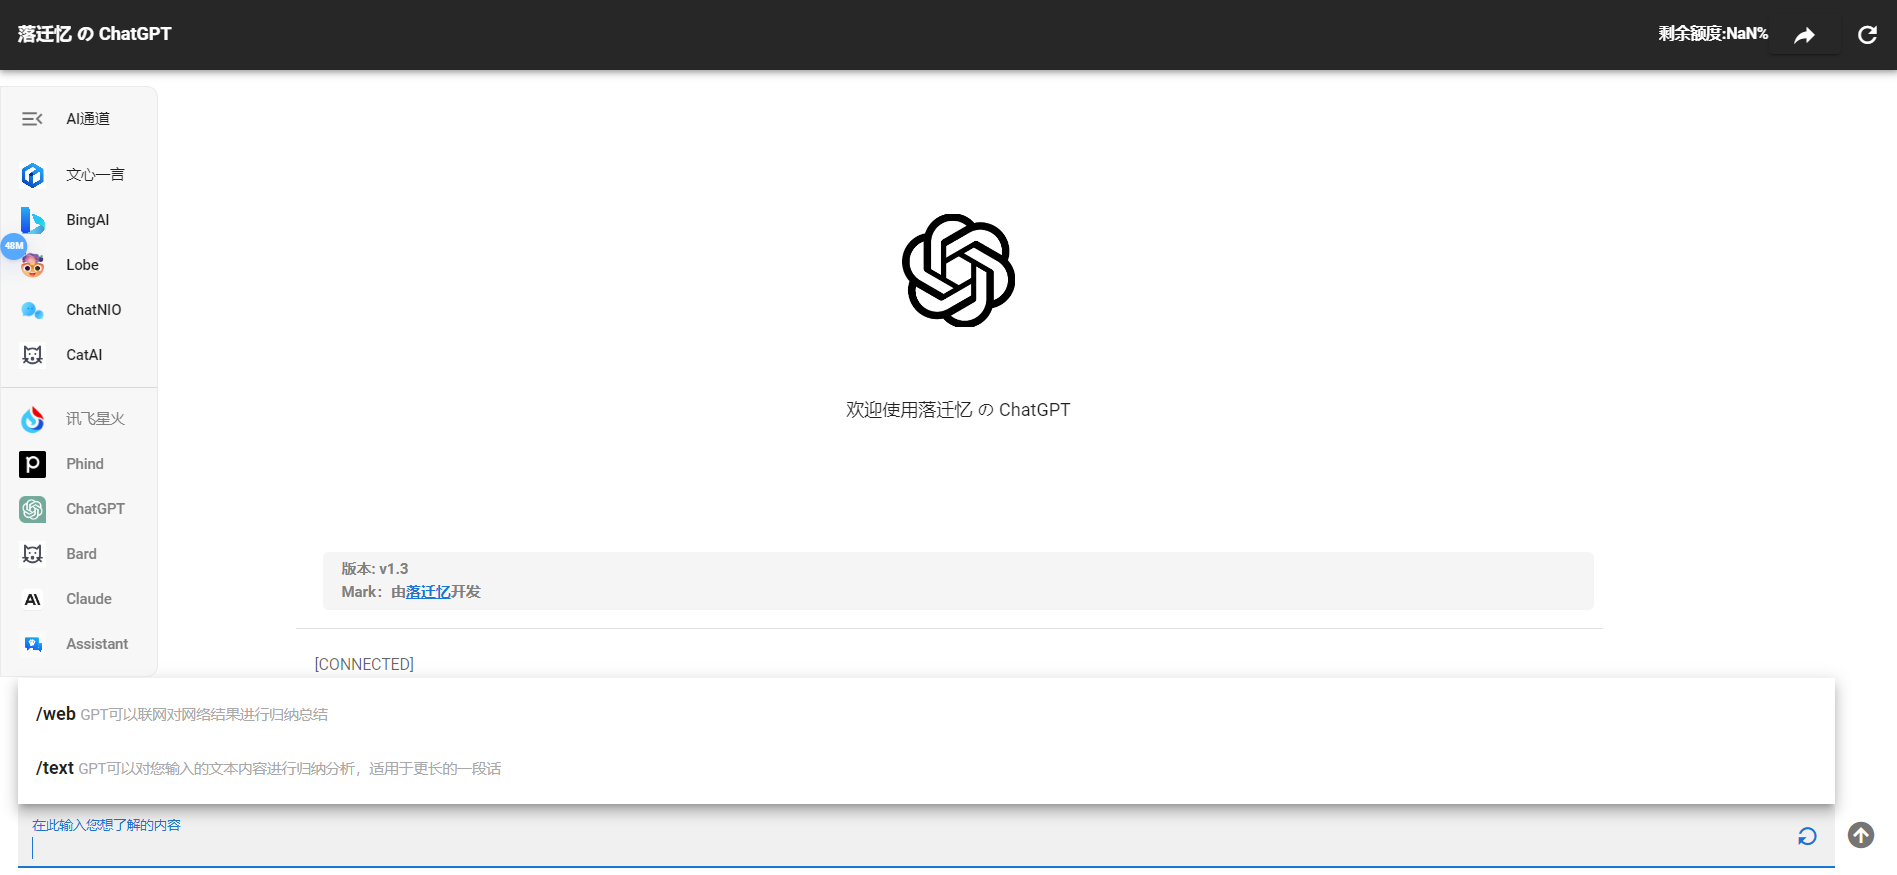 落迁忆 の ChatGPT
剩余额度:NaN%
AI通道
文心一言
BingAI
48M
Lobe
ChatNIO
CatAI
讯飞星火
Phind
ChatGPT
Bard
Claude
Assistant
欢迎使用落迁忆 の ChatGPT
版本: v1.3
Mark：由落迁忆开发
[CONNECTED]
/web GPT可以联网对网络结果进行归纳总结
/text GPT可以对您输入的文本内容进行归纳分析，适用于更长的一段话
在此输入您想了解的内容